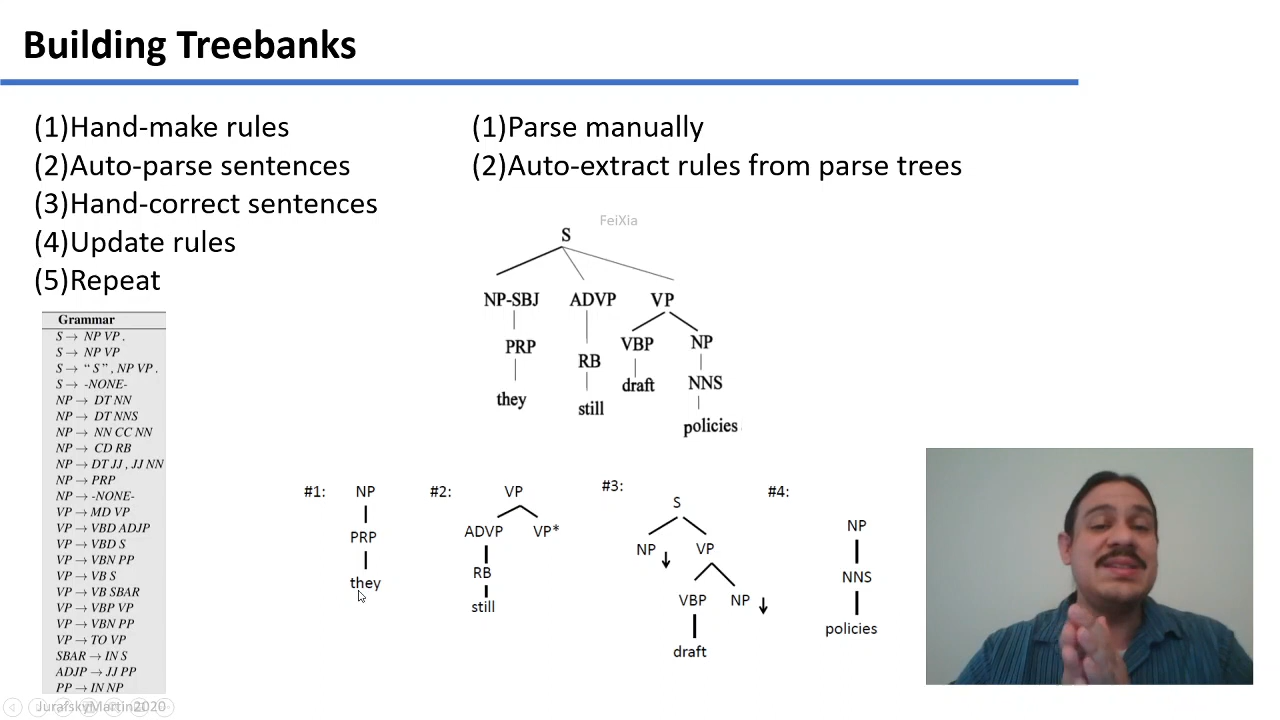 Building Treebanks
(1)Hand-make rules
(2)Auto-parse sentences
(3)Hand-correct sentences
(4)Update rules
(5)Repeat
(1)Parse manually
(2)Auto-extract rules from parse trees
FeiXia
S
NP-SBJ ADVP VP
PRP RB VBP NP
they still draft NNS
policies
Grammar
S → NP VP .
S → NP VP
S → “ S ” , NP VP .
S → -NONE-
NP → DT NN
NP → DT NNS
NP → NN CC NN
NP → CD RB
NP → DT JJ , JJ NN
NP → PRP
NP → -NONE-
VP → MD VP
VP → VBD ADJP
VP → VBD S
VP → VBN PP
VP → VB S
VP → VB SBAR
VP → VBP VP
VP → VBN PP
VP → TO VP
SBAR → IN S
ADJP → JJ PP
PP → IN NP
JurafskyMartin2020
#1: NP
PRP
they
#2: VP
ADVP VP*
RB
still
#3: S
NP ↓ VP
VBP NP ↓
draft
#4: NP
NNS
policies